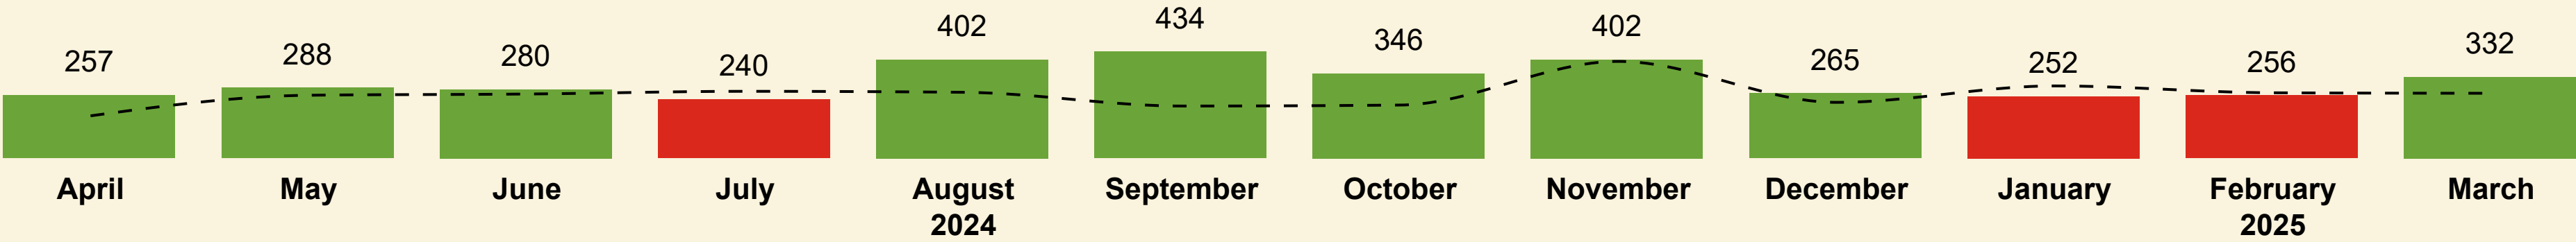 257 288 280 240 402 434 346 402 265 252 256 332
April May June July August September October November December January February March
2024 2025